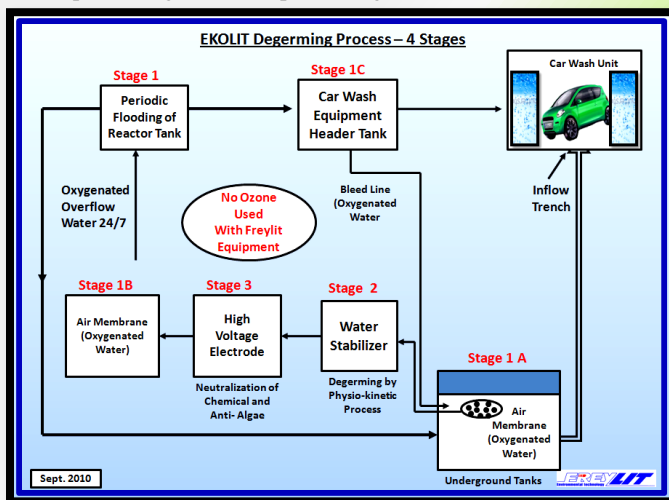 EKOLIT Degerming Process – 4 Stages
Stage 1
Periodic
Flooding of
Reactor Tank
Stage 1C
Car Wash
Equipment
Header Tank
Car Wash Unit
Oxygenated
Overflow
Water 24/7
No Ozone
Used
With Freylit
Equipment
Bleed Line
(Oxygenated
Water
Inflow
Trench
Stage 1B
Air Membrane
(Oxygenated
Water)
Stage 3
High
Voltage
Electrode
Neutralization of
Chemical and
Anti- Algae
Stage 2
Water
Stabilizer
Degerming by
Physio-kinetic
Process
Stage 1 A
Air
Membrane
(Oxygenated
Water)
Underground Tanks
Sept. 2010
FREYLIT